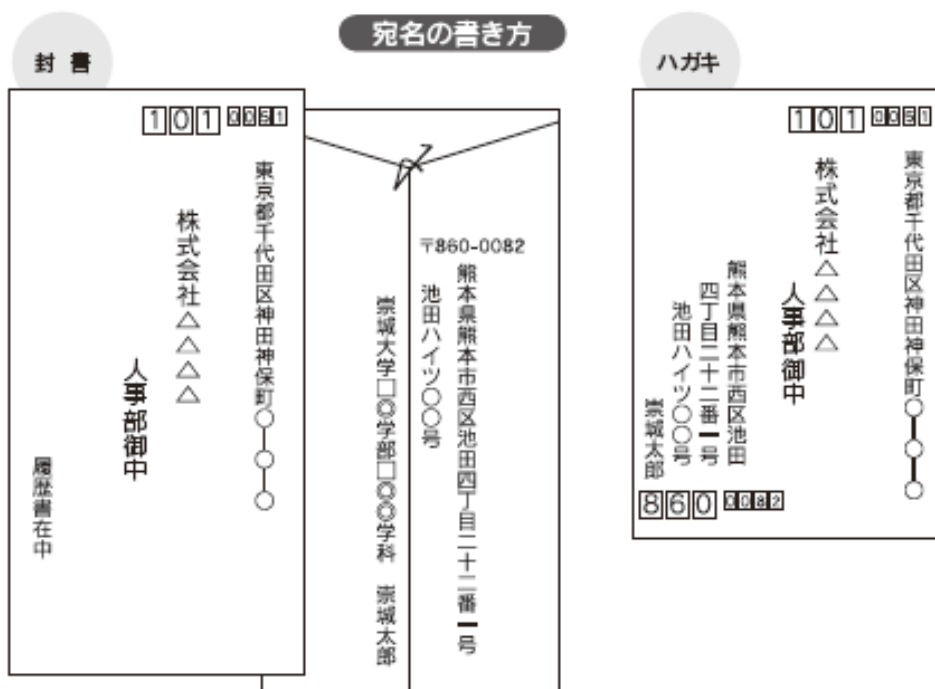 宛名の書き方
封書
101 0051
東京都千代田区神田神保町○―○―○
株式会社△△△△
人事部御中
履歴書在中
〒860-0082
熊本県熊本市西区池田四丁目二十二番一号
池田ハイツ○○号
崇城大学□◎学部□◎◎学科 崇城太郎
ハガキ
101 0051
東京都千代田区神田神保町○―○―○
株式会社△△△△
人事部御中
熊本県熊本市西区池田
四丁目二十二番一号
池田ハイツ○○号
崇城太郎
860 0082